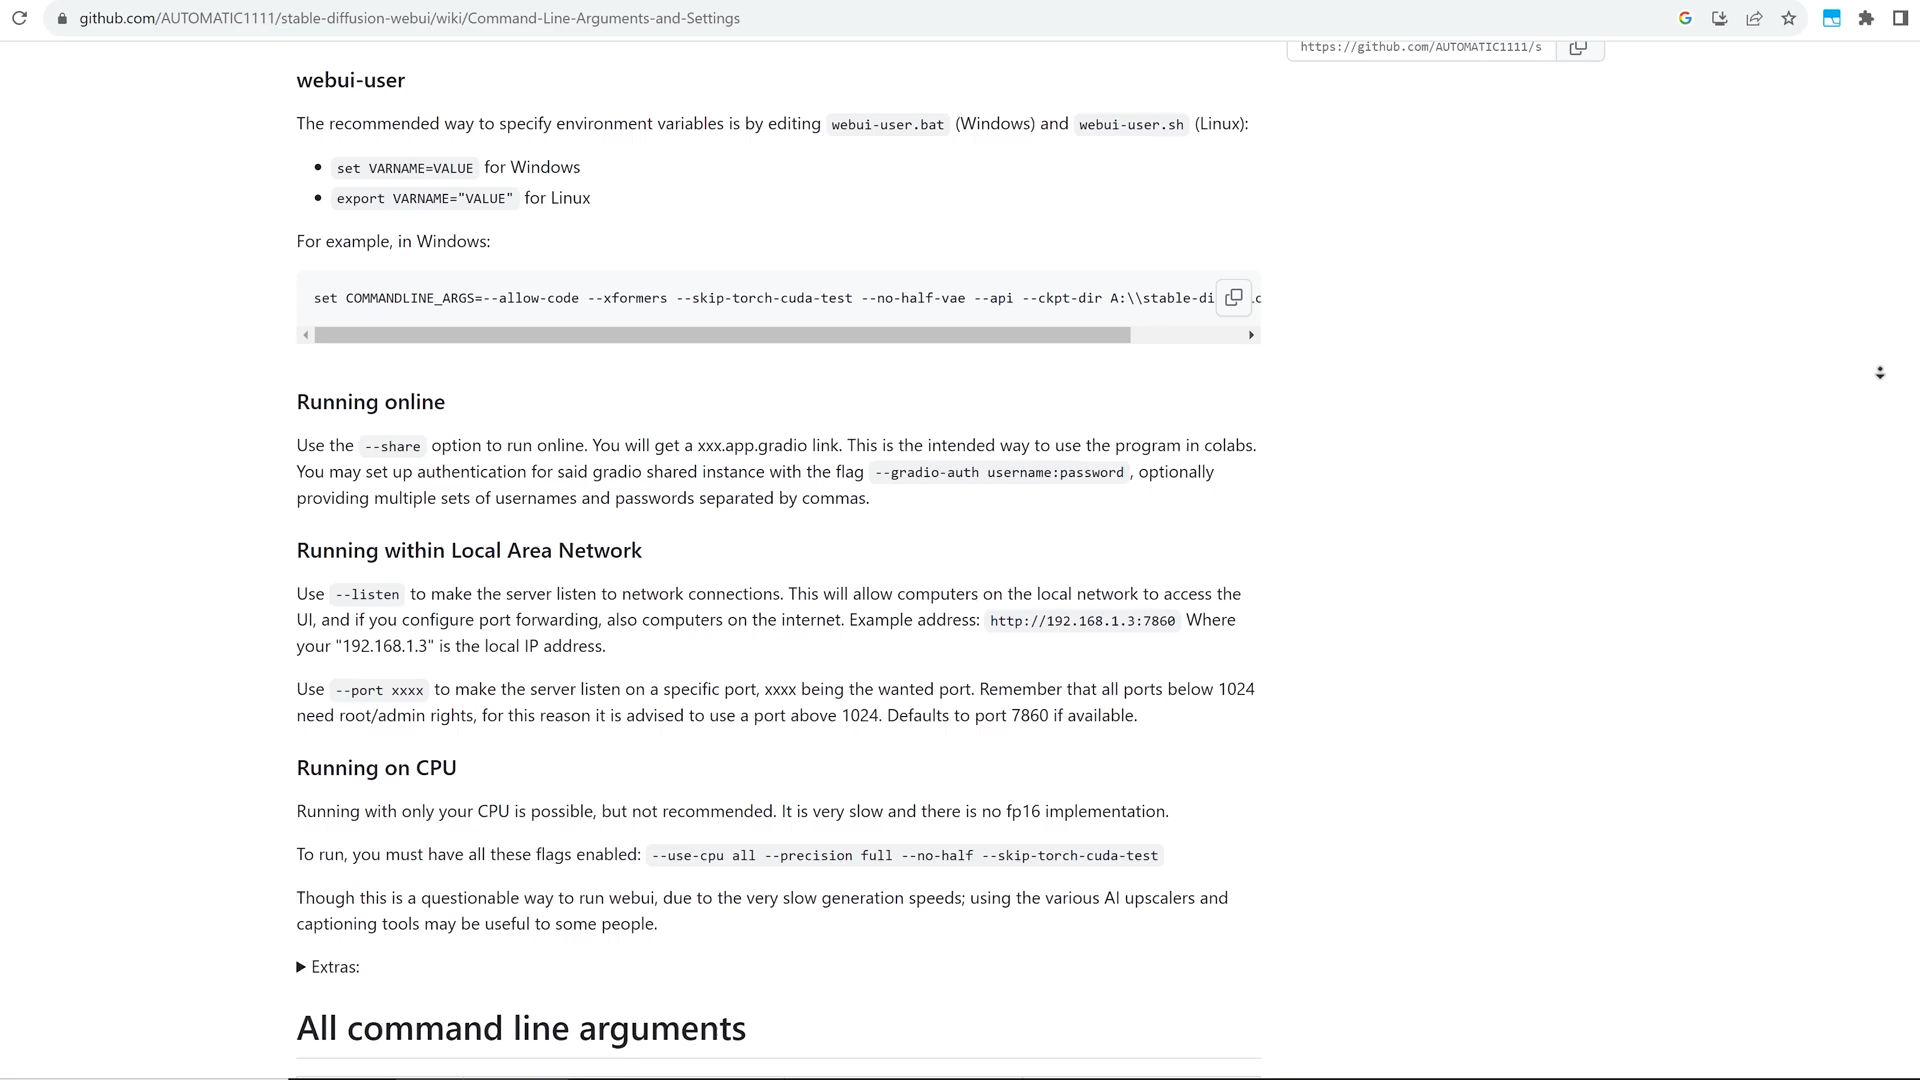 github.com/AUTOMATIC1111/stable-diffusion-webui/wiki/Command-Line-Arguments-and-Settings
https://github.com/AUTOMATIC1111/s
webui-user
The recommended way to specify environment variables is by editing webui-user.bat (Windows) and webui-user.sh (Linux):
set VARNAME=VALUE for Windows
export VARNAME="VALUE" for Linux
For example, in Windows:
set COMMANDLINE_ARGS=--allow-code --xformers --skip-torch-cuda-test --no-half-vae --api --ckpt-dir A:\\stable-di
Running online
Use the --share option to run online. You will get a xxx.app.gradio link. This is the intended way to use the program in colabs.
You may set up authentication for said gradio shared instance with the flag --gradio-auth username:password, optionally
providing multiple sets of usernames and passwords separated by commas.
Running within Local Area Network
Use --listen to make the server listen to network connections. This will allow computers on the local network to access the
UI, and if you configure port forwarding, also computers on the internet. Example address: http://192.168.1.3:7860 Where
your "192.168.1.3" is the local IP address.
Use --port xxxx to make the server listen on a specific port, xxxx being the wanted port. Remember that all ports below 1024
need root/admin rights, for this reason it is advised to use a port above 1024. Defaults to port 7860 if available.
Running on CPU
Running with only your CPU is possible, but not recommended. It is very slow and there is no fp16 implementation.
To run, you must have all these flags enabled: --use-cpu all --precision full --no-half --skip-torch-cuda-test
Though this is a questionable way to run webui, due to the very slow generation speeds; using the various AI upscalers and
captioning tools may be useful to some people.
Extras:
All command line arguments